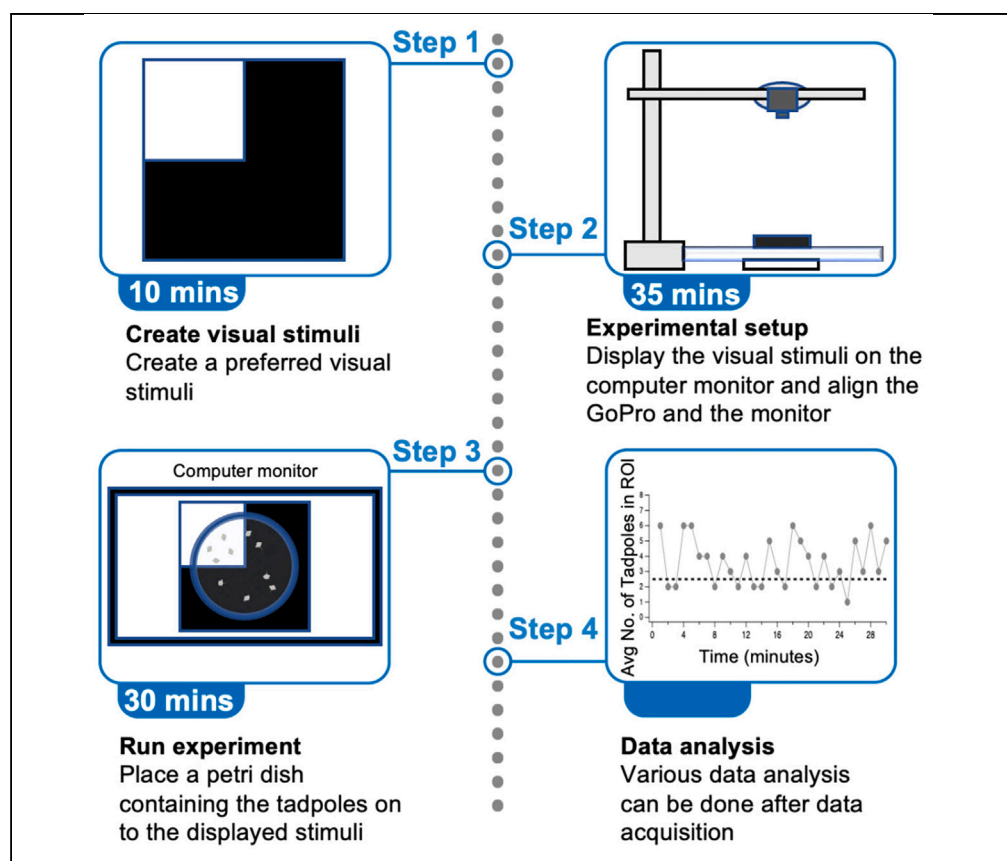 Step 1
10 mins
Create visual stimuli
Create a preferred visual
stimuli
Step 2
35 mins
Experimental setup
Display the visual stimuli on the
computer monitor and align the
GoPro and the monitor
Step 3
Computer monitor
30 mins
Run experiment
Place a petri dish
containing the tadpoles on
to the displayed stimuli
Step 4
Avg No. of Tadpoles in ROI
8
7
6
5
4
3
2
1
0
0 4 8 12 16 20 24 28
Time (minutes)
Data analysis
Various data analysis
can be done after data
acquisition